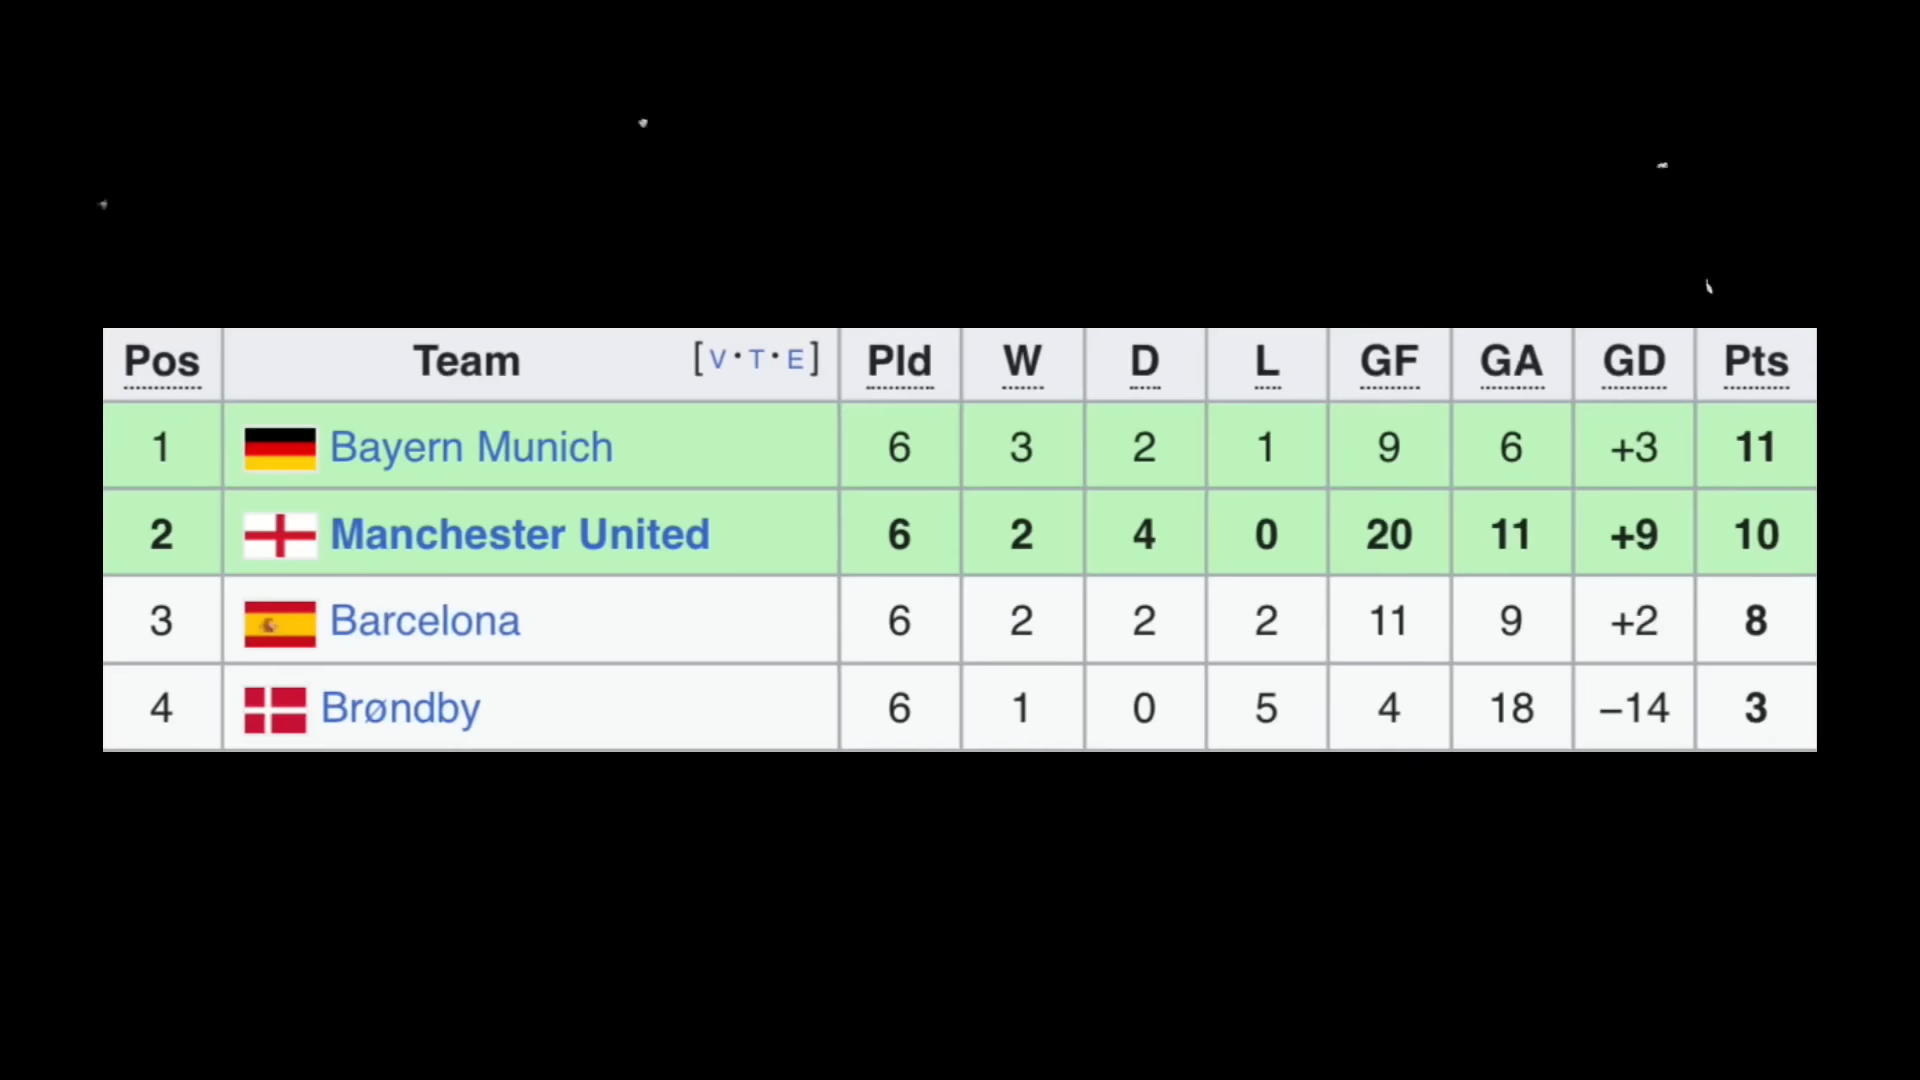 Pos Team [V·T·E] Pld W D L GF GA GD Pts
1 Bayern Munich 6 3 2 1 9 6 +3 11
2 Manchester United 6 2 4 0 20 11 +9 10
3 Barcelona 6 2 2 2 11 9 +2 8
4 Brøndby 6 1 0 5 4 18 −14 3